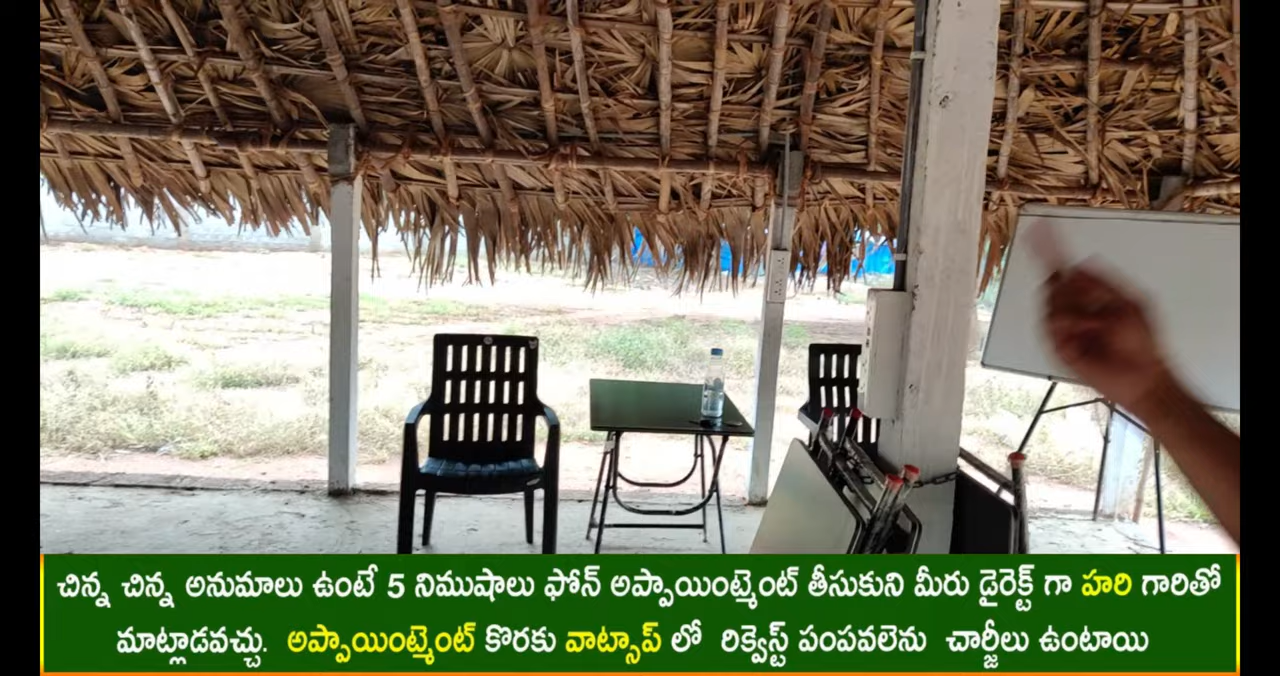 చిన్న చిన్న అనుమాలు ఉంటే 5 నిముషాలు ఫోన్ అప్పాయింట్మెంట్ తీసుకుని మీరు డైరెక్ట్ గా హరి గారితో
మాట్లాడవచ్చు. అప్పాయింట్మెంట్ కొరకు వాట్సాప్ లో రిక్వెస్ట్ పంపవలెను చార్జీలు ఉంటాయి